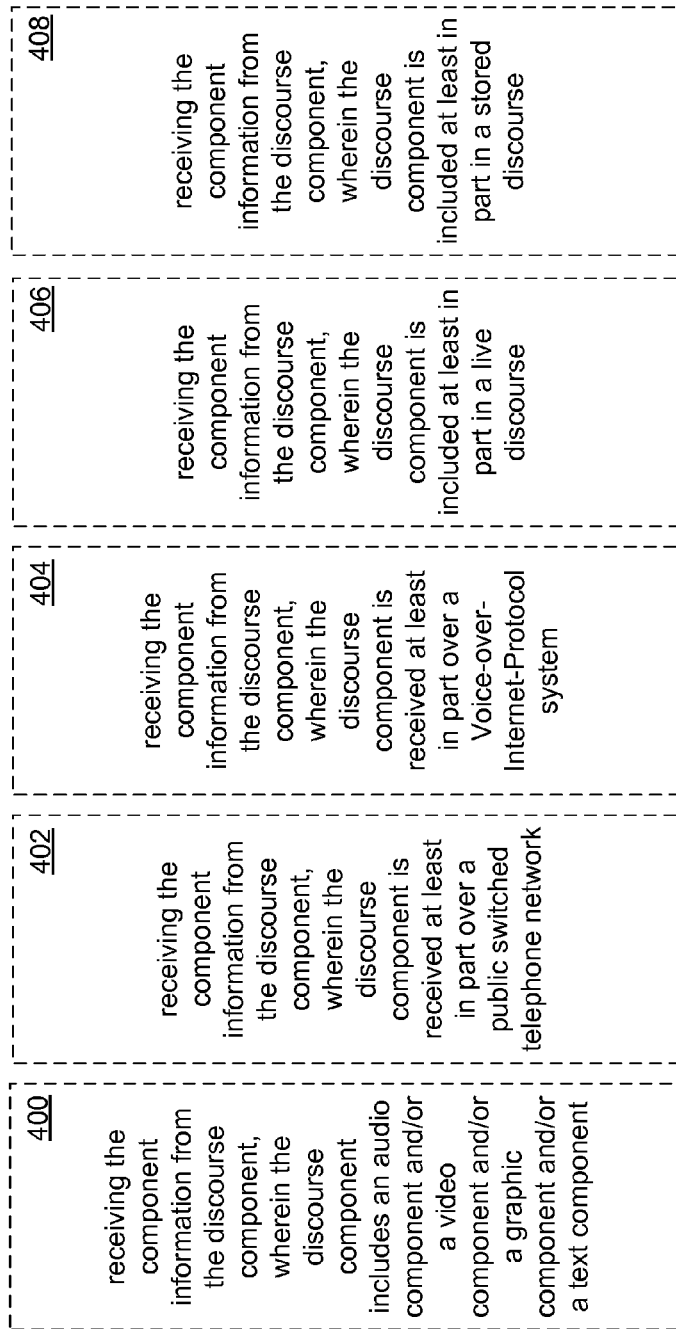 400
receiving the
component
information from
the discourse
component,
wherein the
discourse
component
includes an audio
component and/or
a video
component and/or
a graphic
component and/or
a text component
402
receiving the
component
information from
the discourse
component,
wherein the
discourse
component is
received at least
in part over a
public switched
telephone network
404
receiving the
component
information from
the discourse
component,
wherein the
discourse
component is
received at least
in part over a
Voice-over-
Internet-Protocol
system
406
receiving the
component
information from
the discourse
component,
wherein the
discourse
component is
included at least in
part in a live
discourse
408
receiving the
component
information from
the discourse
component,
wherein the
discourse
component is
included at least in
part in a stored
discourse